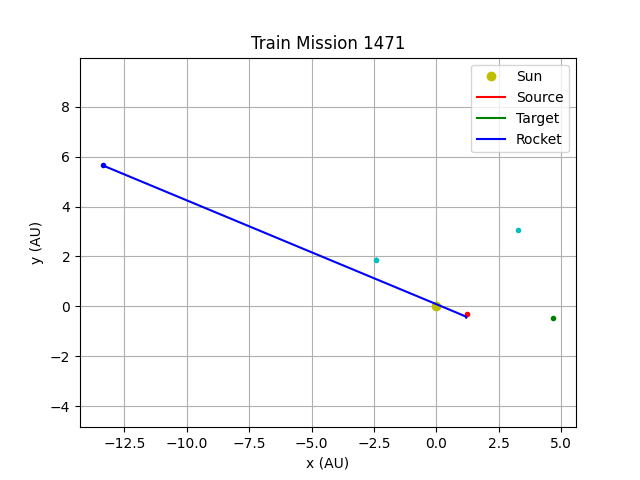 Train Mission 1471
Sun
Source
Target
Rocket
8
6
4
2
0
−2
−4
y (AU)
−12.5 −10.0 −7.5 −5.0 −2.5 0.0 2.5 5.0
x (AU)